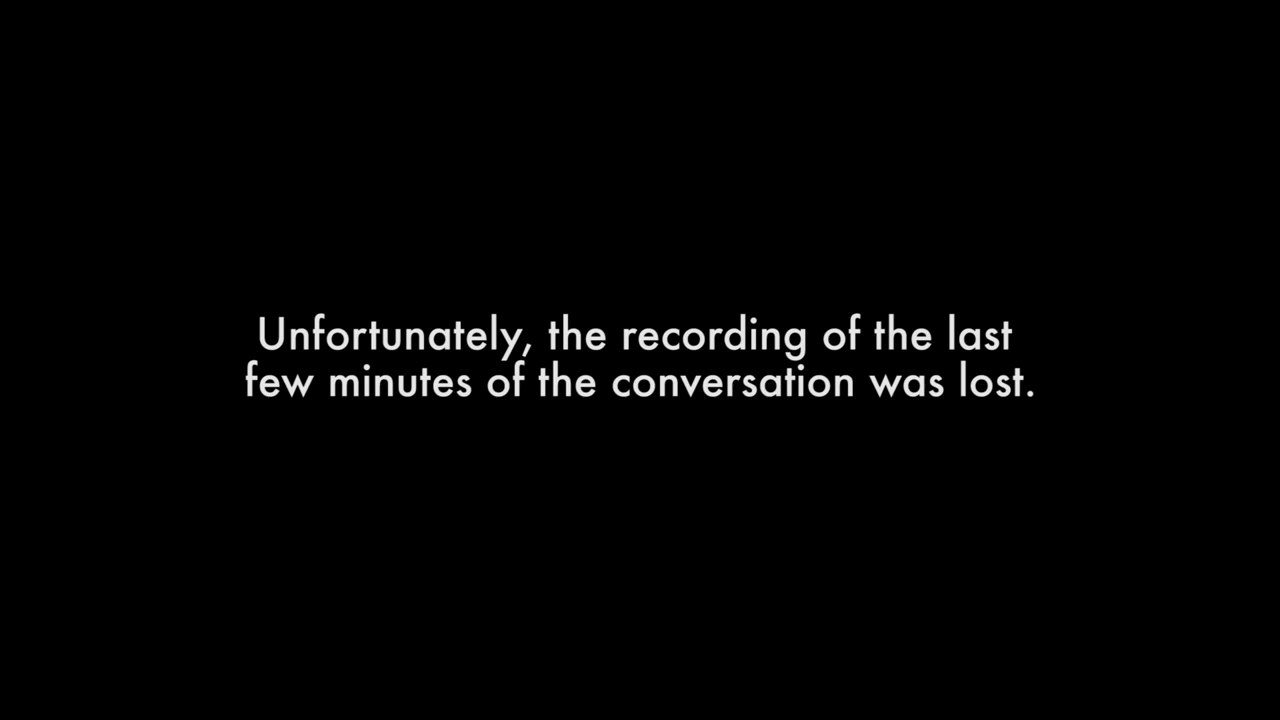 Unfortunately, the recording of the last
few minutes of the conversation was lost.